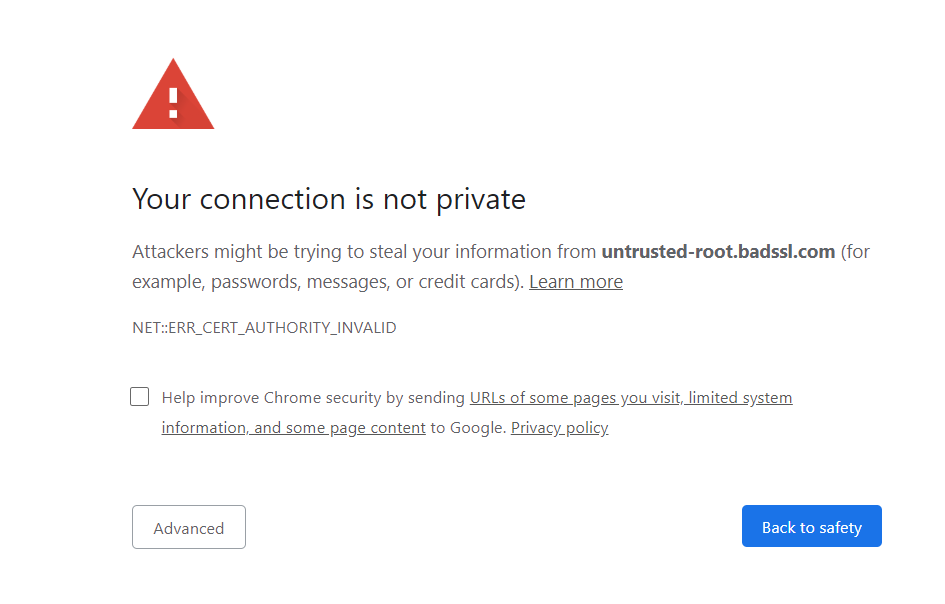 Your connection is not private
Attackers might be trying to steal your information from untrusted-root.badssl.com (for
example, passwords, messages, or credit cards). Learn more
NET::ERR_CERT_AUTHORITY_INVALID
Help improve Chrome security by sending URLs of some pages you visit, limited system
information, and some page content to Google. Privacy policy
Advanced
Back to safety